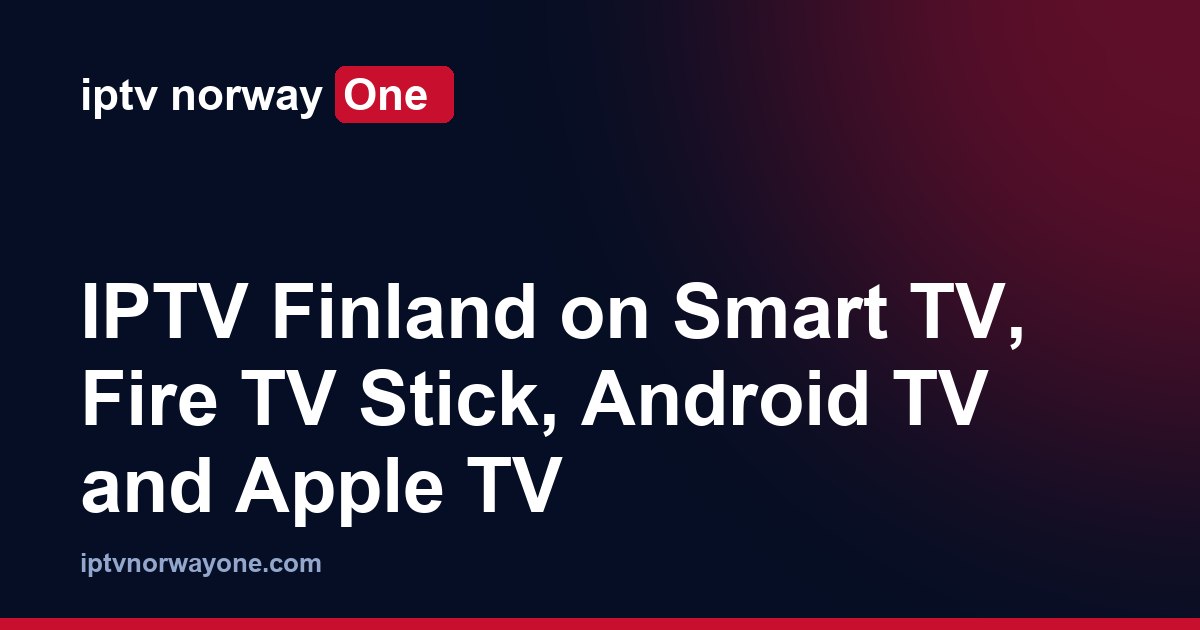 iptv norway One
IPTV Finland on Smart TV,
Fire TV Stick, Android TV
and Apple TV
iptvnorwayone.com